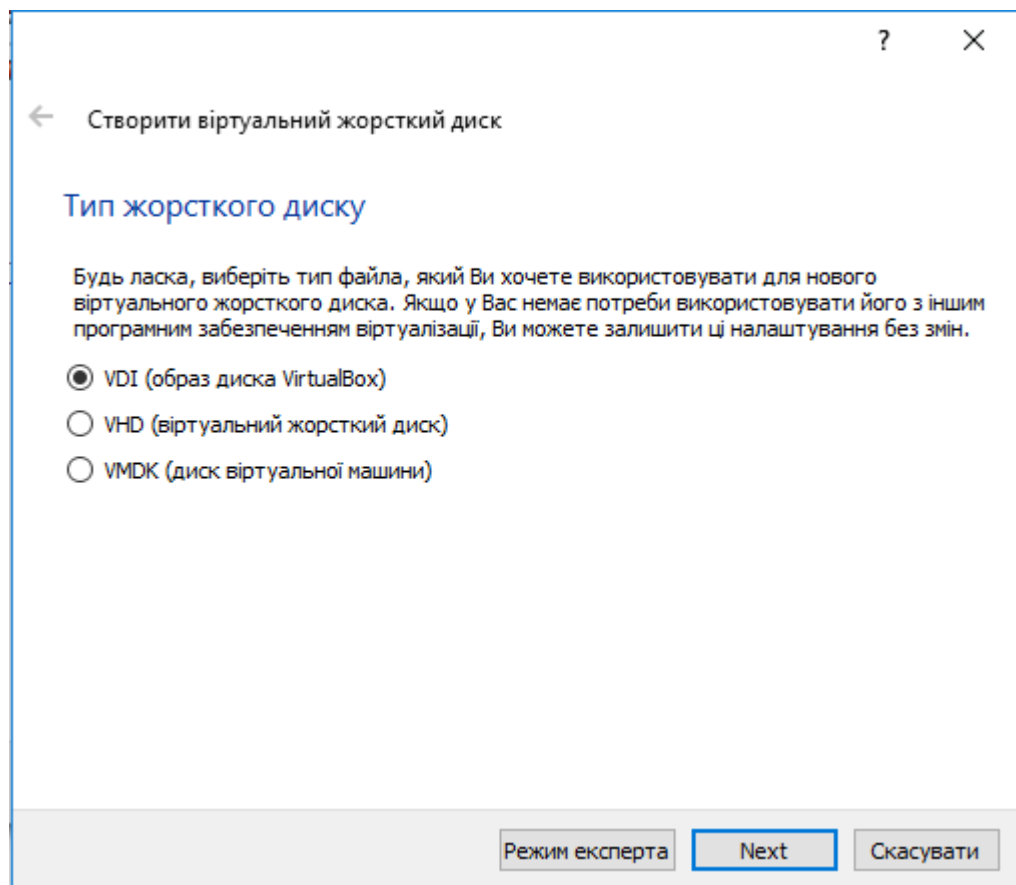 ?
Створити віртуальний жорсткий диск
Тип жорсткого диску
Будь ласка, виберіть тип файла, який Ви хочете використовувати для нового
віртуального жорсткого диска. Якщо у Вас немає потреби використовувати його з іншим
програмним забезпеченням віртуалізації, Ви можете залишити ці налаштування без змін.
VDI (образ диска VirtualBox)
VHD (віртуальний жорсткий диск)
VMDK (диск віртуальної машини)
Режим експерта Next Скасувати